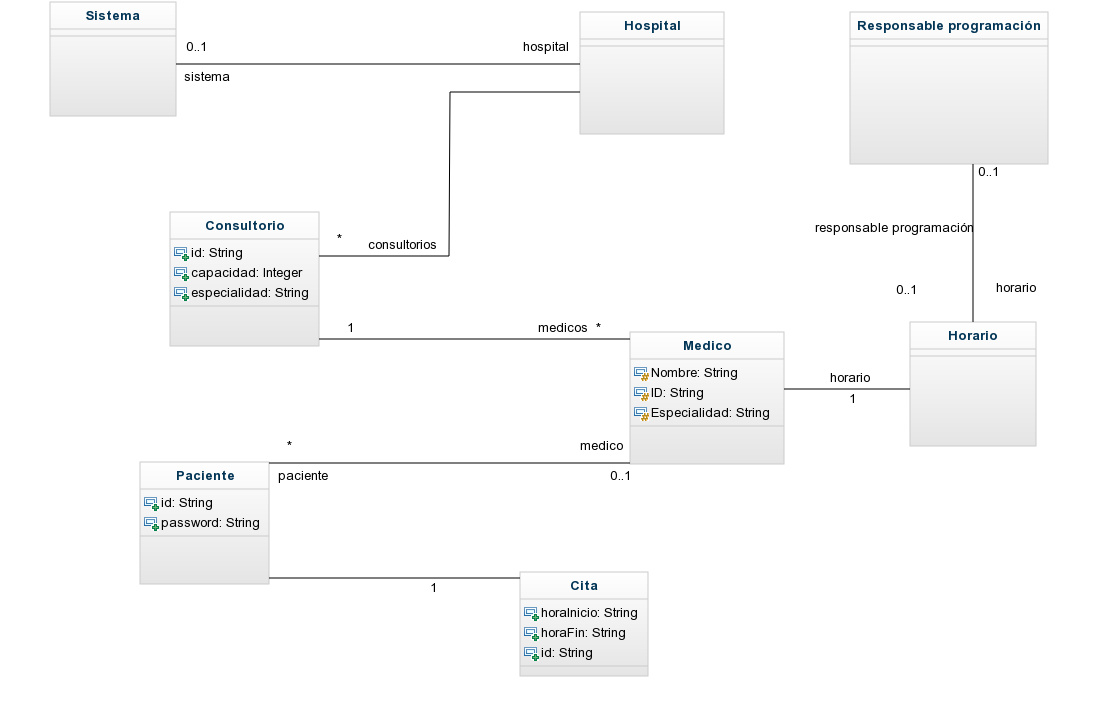 Sistema
Hospital
Responsable programación
0..1
hospital
sistema
0..1
Consultorio
id: String
capacidad: Integer
especialidad: String
*
consultorios
responsable programación
0..1
horario
1
medicos *
Medico
Nombre: String
ID: String
Especialidad: String
horario
1
Horario
*
medico
paciente
0..1
Paciente
id: String
password: String
1
Cita
horaInicio: String
horaFin: String
id: String